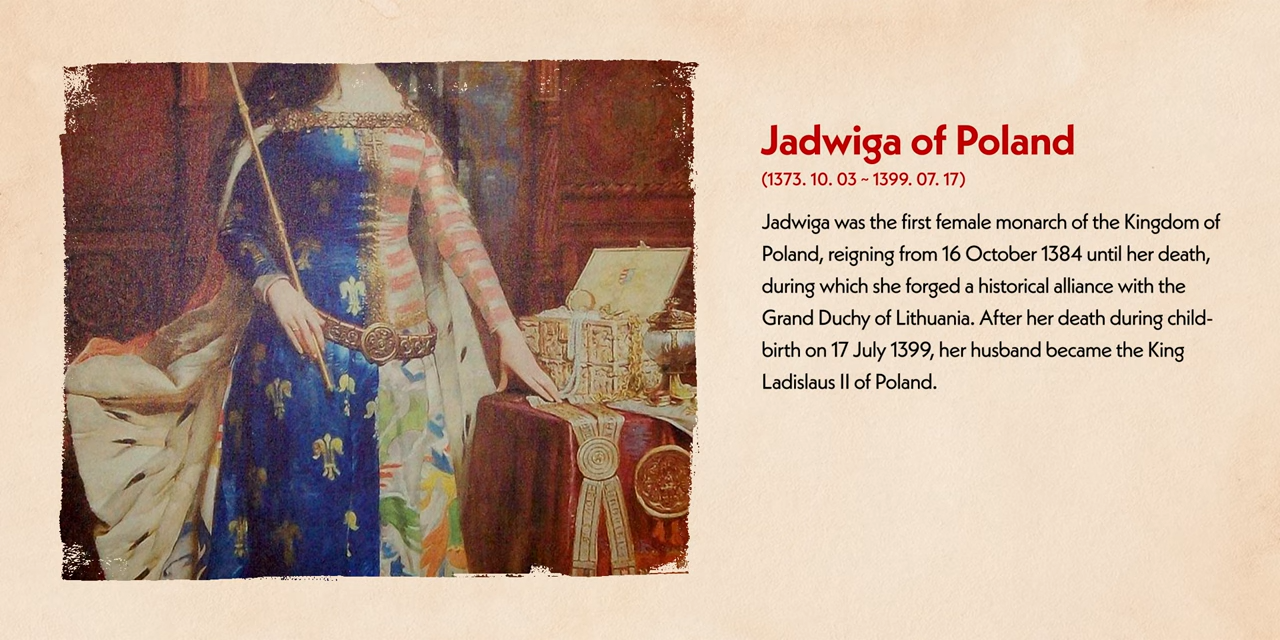 Jadwiga of Poland
(1373. 10. 03 ~ 1399. 07. 17)
Jadwiga was the first female monarch of the Kingdom of
Poland, reigning from 16 October 1384 until her death,
during which she forged a historical alliance with the
Grand Duchy of Lithuania. After her death during child-
birth on 17 July 1399, her husband became the King
Ladislaus II of Poland.